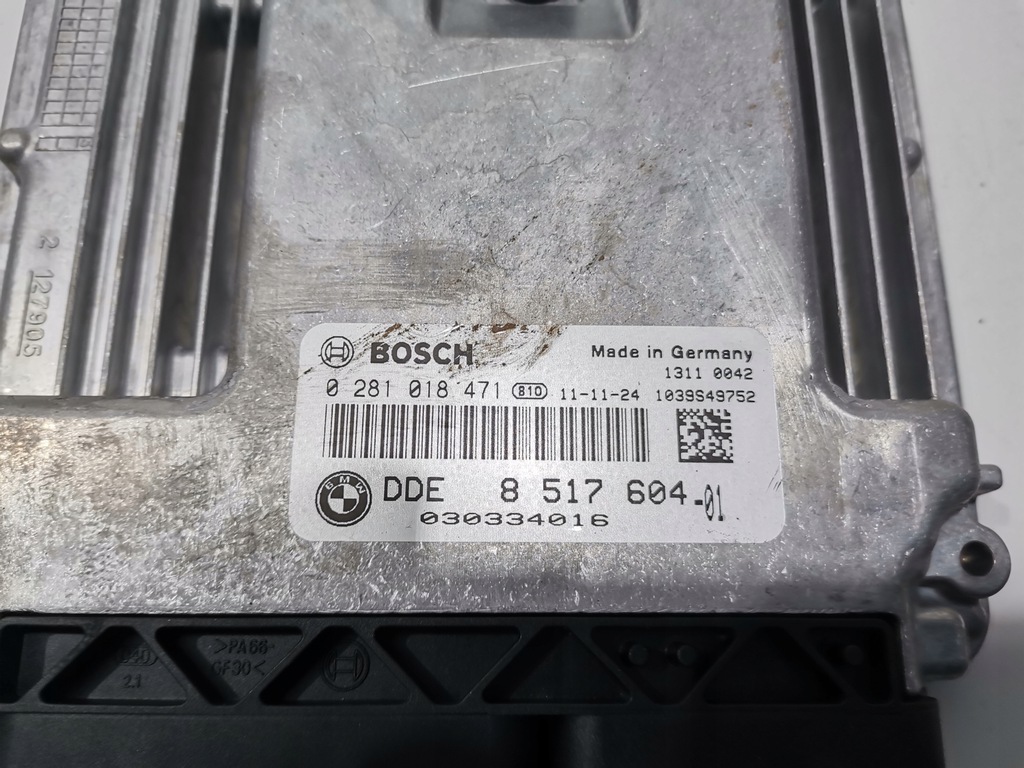 2 127905
BOSCH
Made in Germany
1311 0042
0 281 018 471 810 11-11-24 1039S49752
BMW
DDE 8 517 604-01
030334016
>PA66-
GF30<
2.1